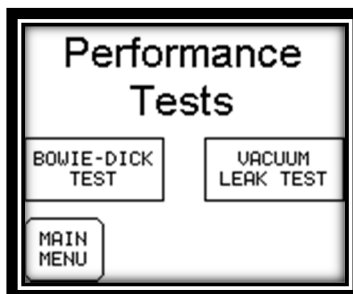 Performance
Tests
BOWIE-DICK
TEST
VACUUM
LEAK TEST
MAIN
MENU